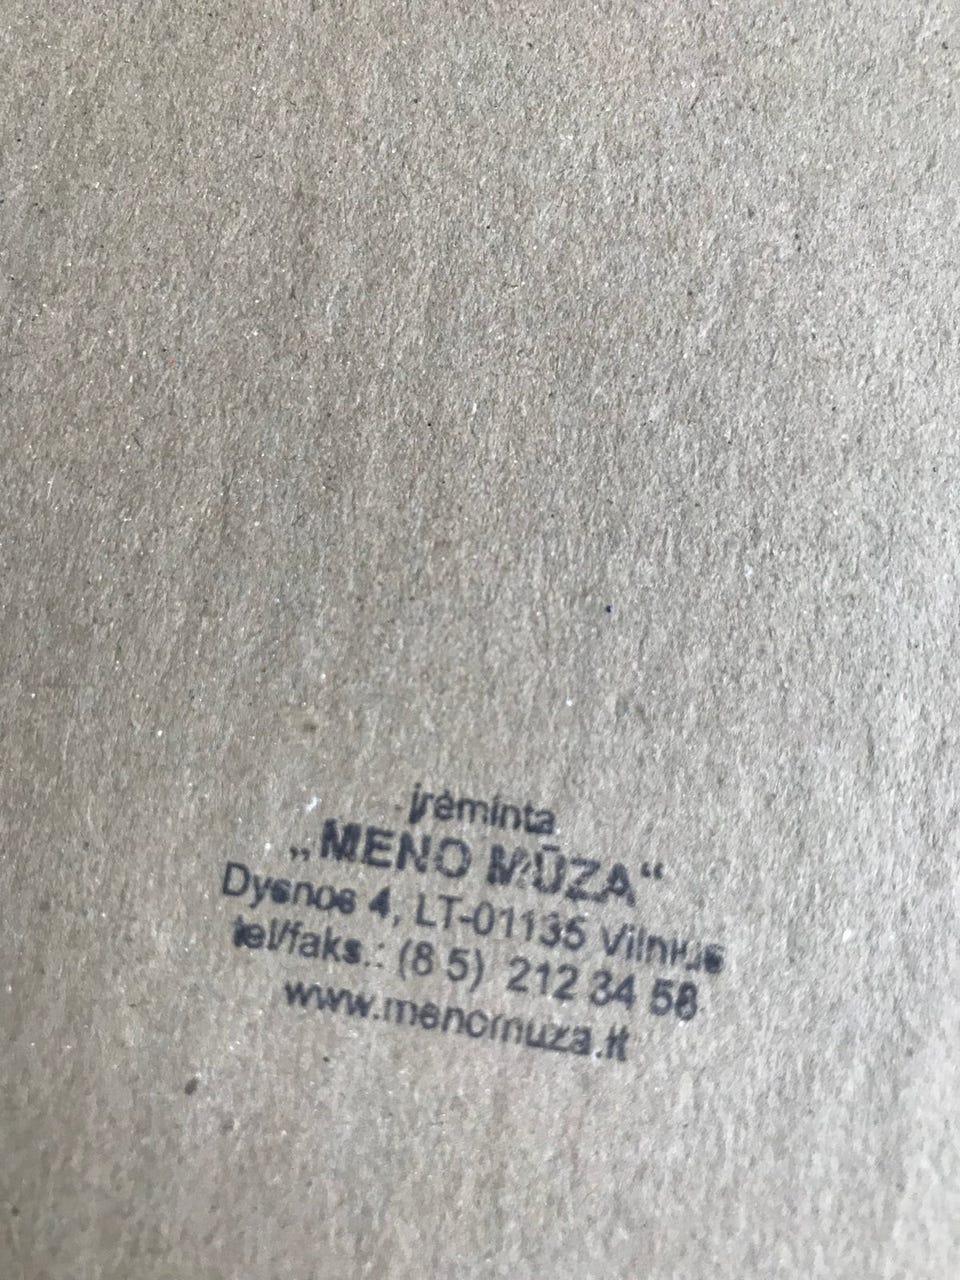 įrėminta
„MENO MŪZA“
Dysnos 4, LT-01135 Vilnius
tel/faks.: (8 5) 212 34 58
www.menomuza.lt